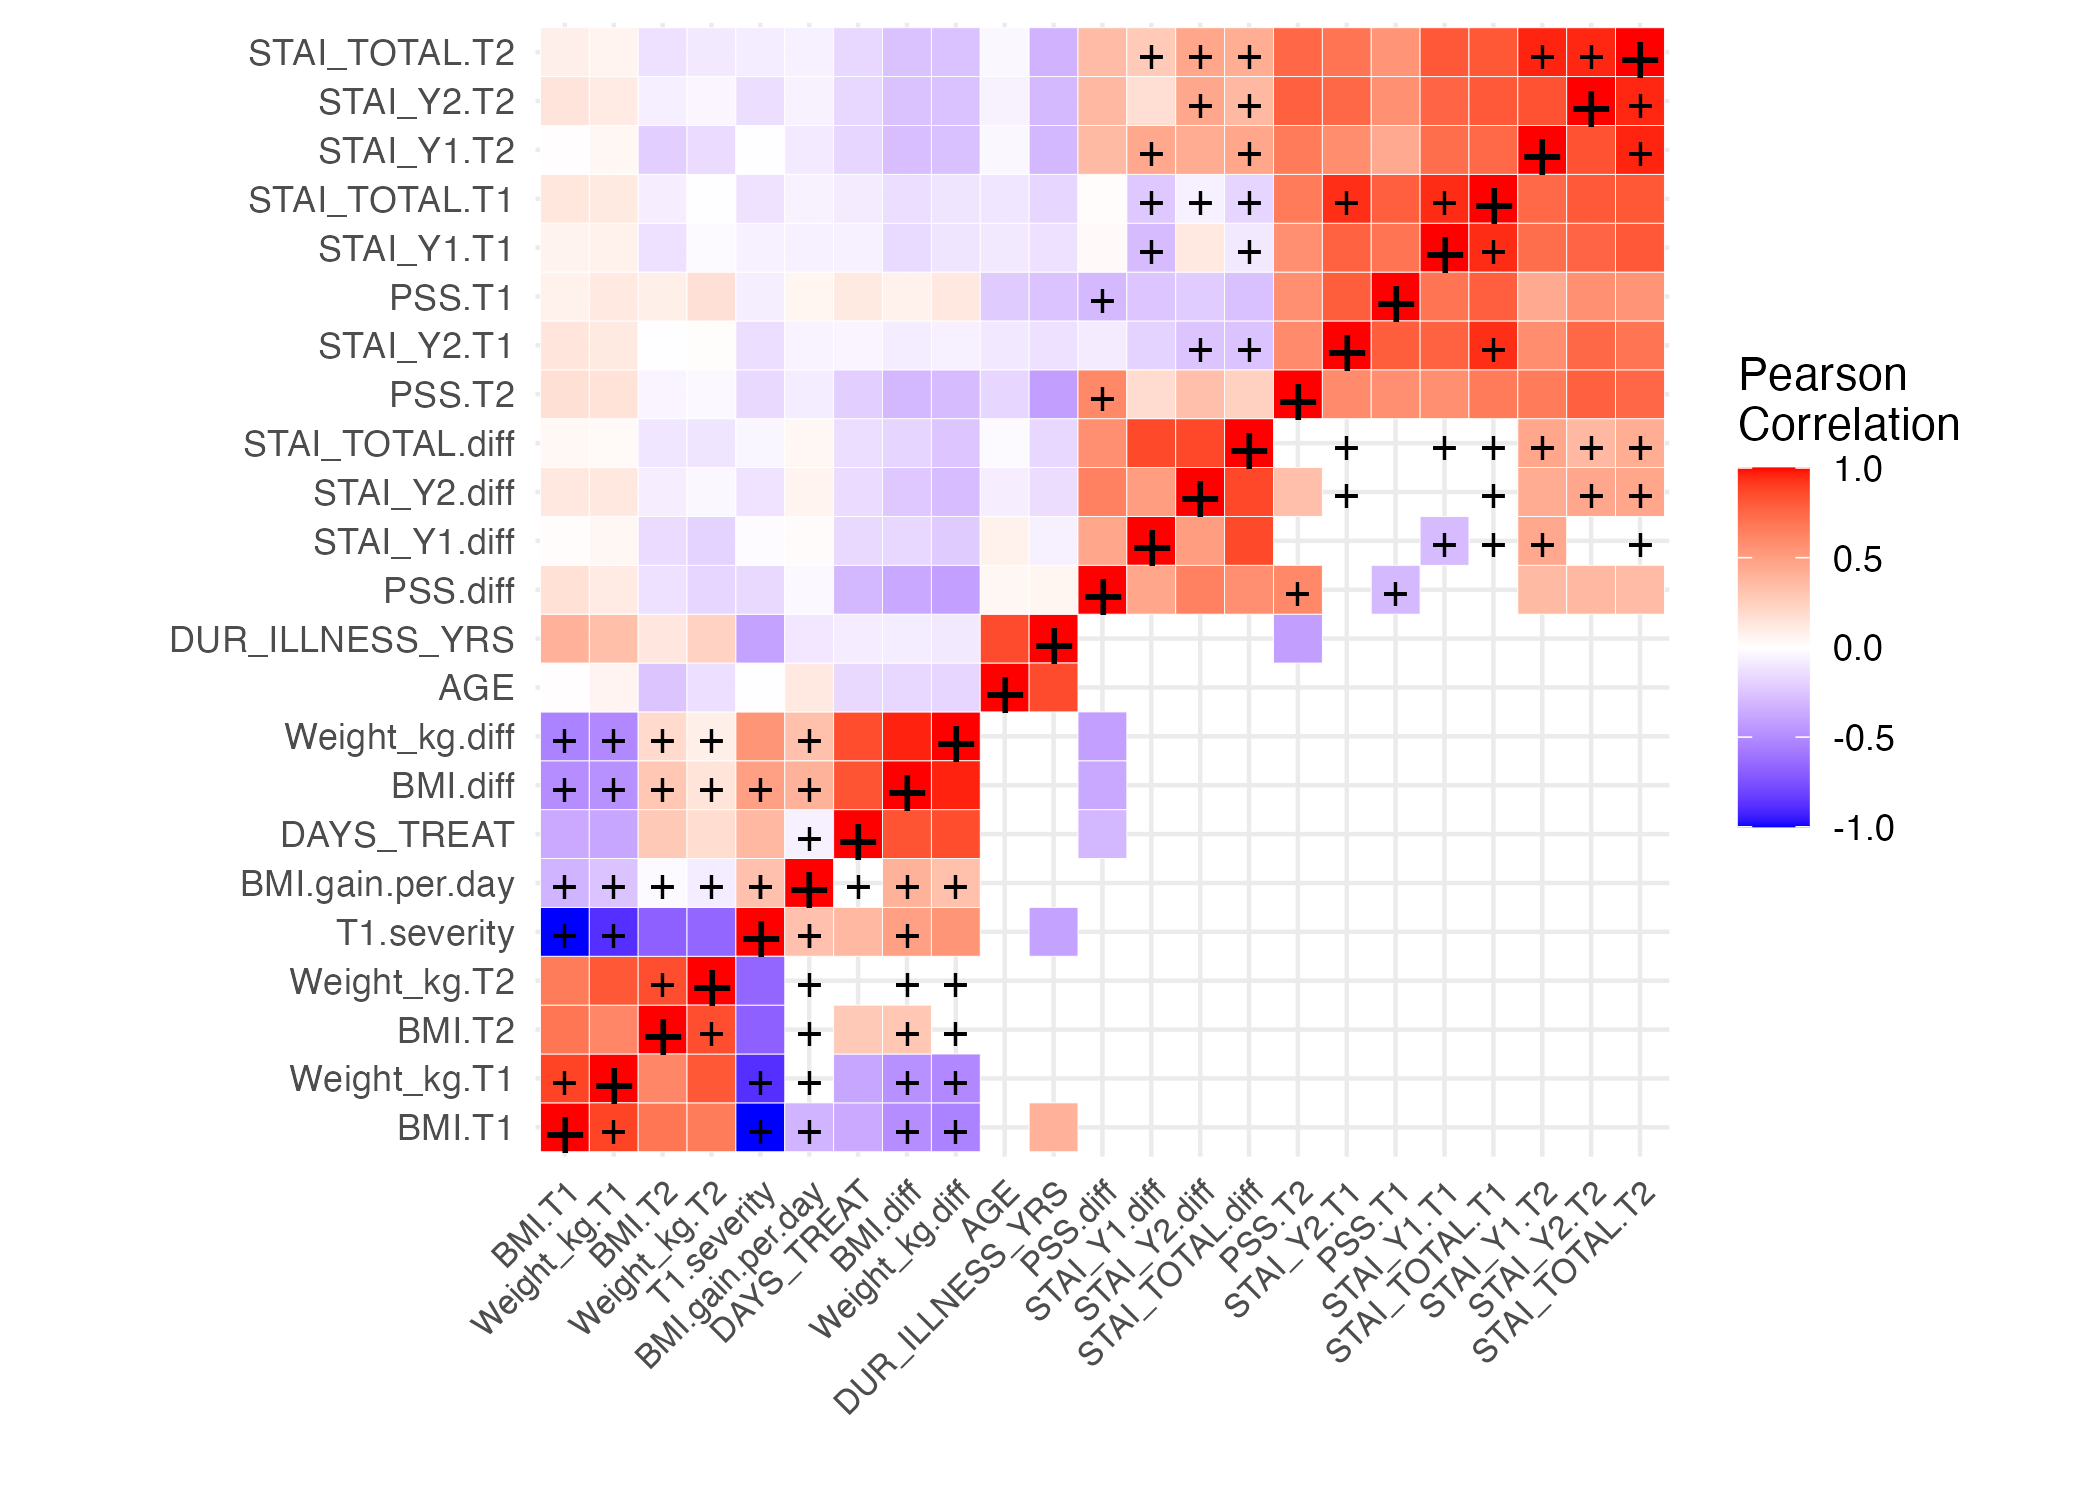 STAI_TOTAL.T2
STAI_Y2.T2
STAI_Y1.T2
STAI_TOTAL.T1
STAI_Y1.T1
PSS.T1
STAI_Y2.T1
PSS.T2
STAI_TOTAL.diff
STAI_Y2.diff
STAI_Y1.diff
PSS.diff
DUR_ILLNESS_YRS
AGE
Weight_kg.diff
BMI.diff
DAYS_TREAT
BMI.gain.per.day
T1.severity
Weight_kg.T2
BMI.T2
Weight_kg.T1
BMI.T1
BMI.T1
Weight_kg.T1
BMI.T2
Weight_kg.T2
T1.severity
BMI.gain.per.day
DAYS_TREAT
BMI.diff
Weight_kg.diff
AGE
DUR_ILLNESS_YRS
PSS.diff
STAI_Y1.diff
STAI_Y2.diff
STAI_TOTAL.diff
PSS.T2
STAI_Y2.T1
PSS.T1
STAI_Y1.T1
STAI_TOTAL.T1
STAI_Y1.T2
STAI_Y2.T2
STAI_TOTAL.T2
Pearson
Correlation
1.0
0.5
0.0
-0.5
-1.0